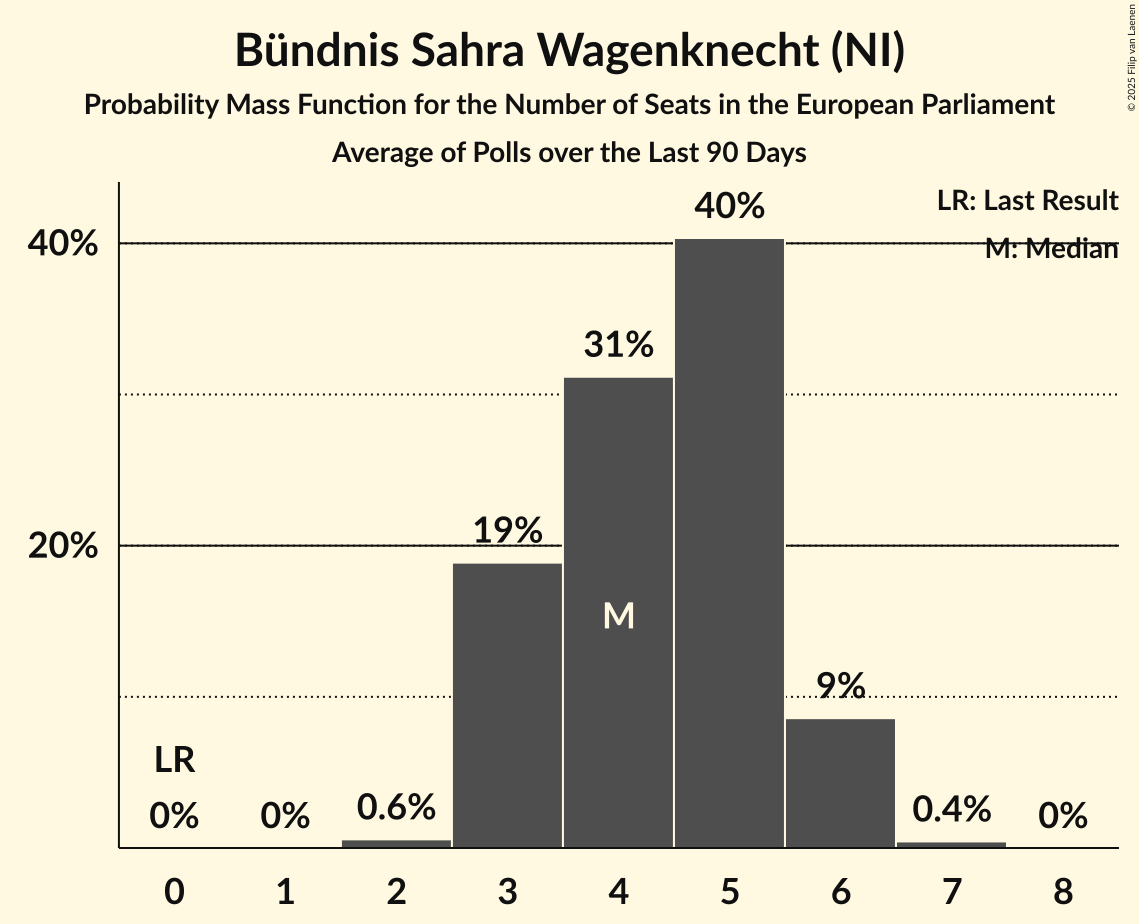 Bündnis Sahra Wagenknecht (NI)
Probability Mass Function for the Number of Seats in the European Parliament
Average of Polls over the Last 90 Days
© 2025 Filip van Laenen
LR: Last Result
M: Median
40%
20%
LR
0%
0%
0.6%
19%
31%
M
40%
9%
0.4%
0%
0 1 2 3 4 5 6 7 8